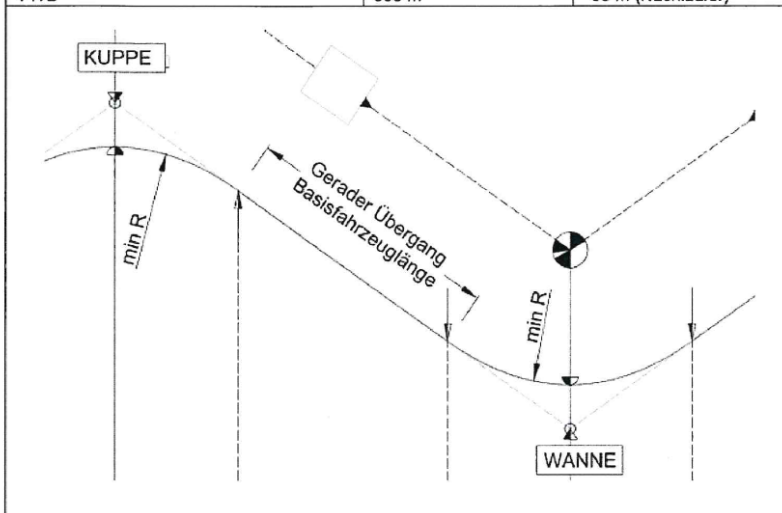 KUPPE
Gerader Übergang
Basisfahrzeuglänge
min R
min R
WANNE